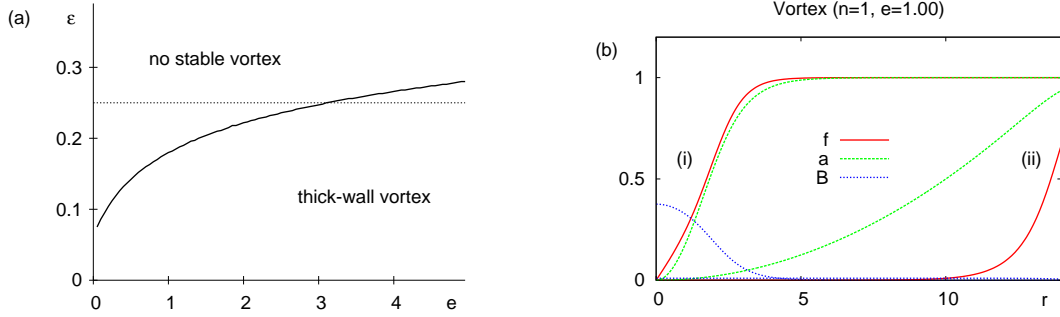 (a)
ε
no stable vortex
0.3
0.2
thick-wall vortex
0.1
0
0 1 2 3 4 e
Vortex (n=1, e=1.00)
(b)
1
f
(i) a (ii)
B
0.5
0
0 5 10 r